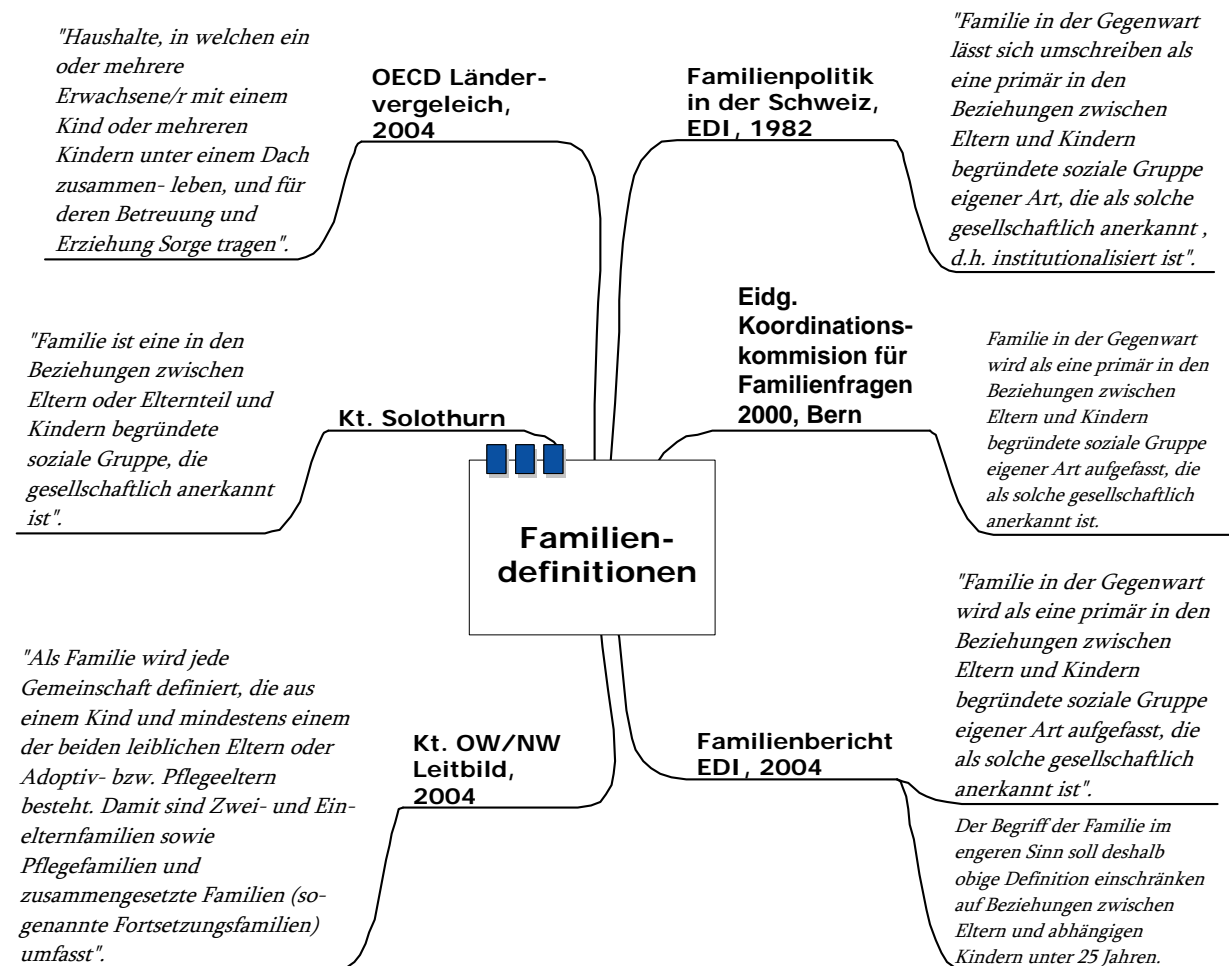 "Haushalte, in welchen ein
oder mehrere
Erwachsene/r mit einem
Kind oder mehreren
Kindern unter einem Dach
zusammen- leben, und für
deren Betreuung und
Erziehung Sorge tragen".
OECD Länder-
vergeleich,
2004
Familienpolitik
in der Schweiz,
EDI, 1982
"Familie in der Gegenwart
lässt sich umschreiben als
eine primär in den
Beziehungen zwischen
Eltern und Kindern
begründete soziale Gruppe
eigener Art, die als solche
gesellschaftlich anerkannt ,
d.h. institutionalisiert ist".
"Familie ist eine in den
Beziehungen zwischen
Eltern oder Elternteil und
Kindern begründete
soziale Gruppe, die
gesellschaftlich anerkannt
ist".
Kt. Solothurn
Eidg.
Koordinations-
kommision für
Familienfragen
2000, Bern
Familie in der Gegenwart
wird als eine primär in den
Beziehungen zwischen
Eltern und Kindern
begründete soziale Gruppe
eigener Art aufgefasst, die
als solche gesellschaftlich
anerkannt ist.
Familien-
definitionen
"Als Familie wird jede
Gemeinschaft definiert, die aus
einem Kind und mindestens einem
der beiden leiblichen Eltern oder
Adoptiv- bzw. Pflegeeltern
besteht. Damit sind Zwei- und Ein-
elternfamilien sowie
Pflegefamilien und
zusammengesetzte Familien (so-
genannte Fortsetzungsfamilien)
umfasst".
Kt. OW/NW
Leitbild,
2004
Familienbericht
EDI, 2004
"Familie in der Gegenwart
wird als eine primär in den
Beziehungen zwischen
Eltern und Kindern
begründete soziale Gruppe
eigener Art aufgefasst, die
als solche gesellschaftlich
anerkannt ist".
Der Begriff der Familie im
engeren Sinn soll deshalb
obige Definition einschränken
auf Beziehungen zwischen
Eltern und abhängigen
Kindern unter 25 Jahren.